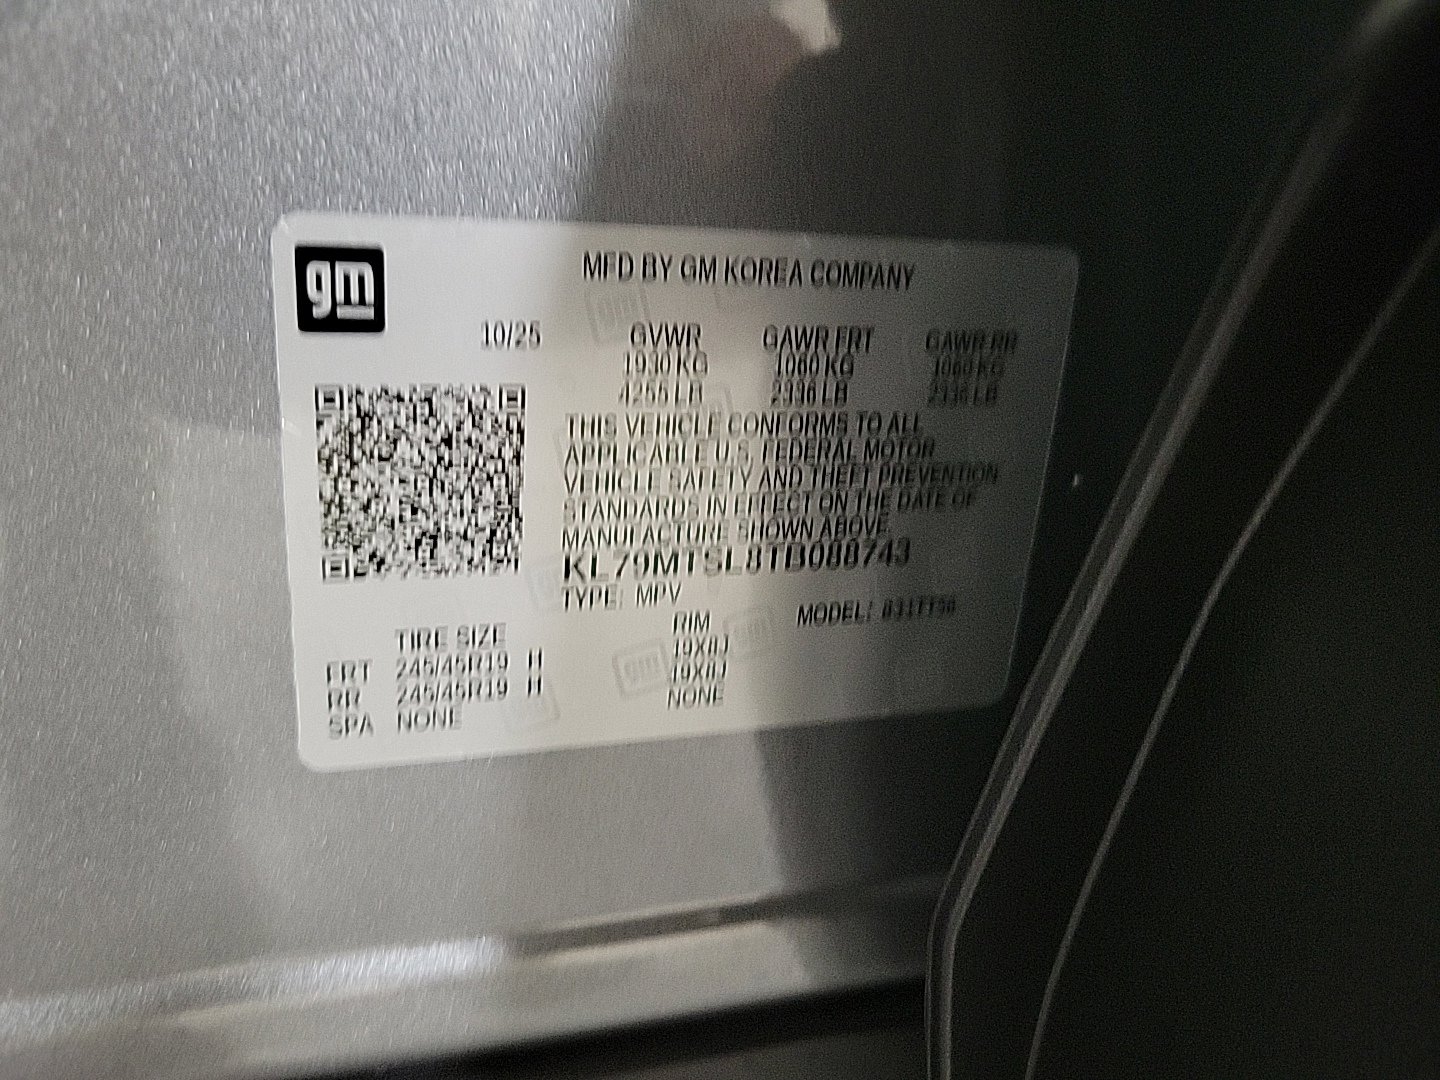 gm
MFD BY GM KOREA COMPANY
10/25 GVWR GAWR FRT GAWR RR
1930 KG 1060 KG 1060 KG
4255 LB 2336 LB 2336 LB
THIS VEHICLE CONFORMS TO ALL
APPLICABLE U.S. FEDERAL MOTOR
VEHICLE SAFETY AND THEFT PREVENTION
STANDARDS IN EFFECT ON THE DATE OF
MANUFACTURE SHOWN ABOVE.
KL79MTSL8TB088743
TYPE: MPV MODEL:
TIRE SIZE RIM
FRT 245/45R19 H 19X8J
RR 245/45R19 H 19X8J
SPA NONE NONE